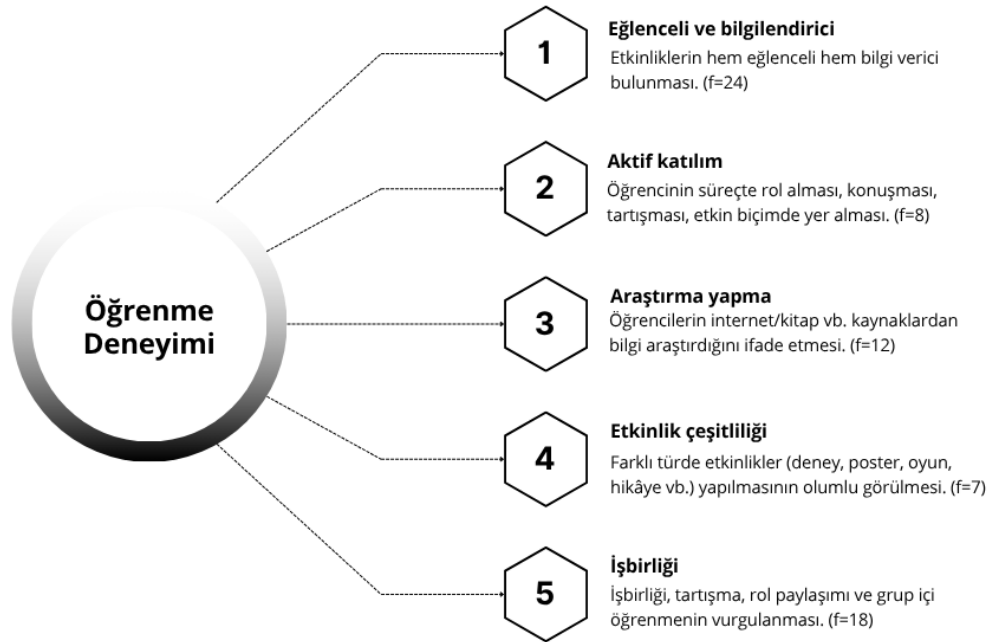 Öğrenme
Deneyimi
1
Eğlenceli ve bilgilendirici
Etkinliklerin hem eğlenceli hem bilgi verici
bulunması. (f=24)
2
Aktif katılım
Öğrencinin süreçte rol alması, konuşması,
tartışması, etkin biçimde yer alması. (f=8)
3
Araştırma yapma
Öğrencilerin internet/kitap vb. kaynaklardan
bilgi araştırdığını ifade etmesi. (f=12)
4
Etkinlik çeşitliliği
Farklı türde etkinlikler (deney, poster, oyun,
hikâye vb.) yapılmasının olumlu görülmesi. (f=7)
5
İşbirliği
İşbirliği, tartışma, rol paylaşımı ve grup içi
öğrenmenin vurgulanması. (f=18)